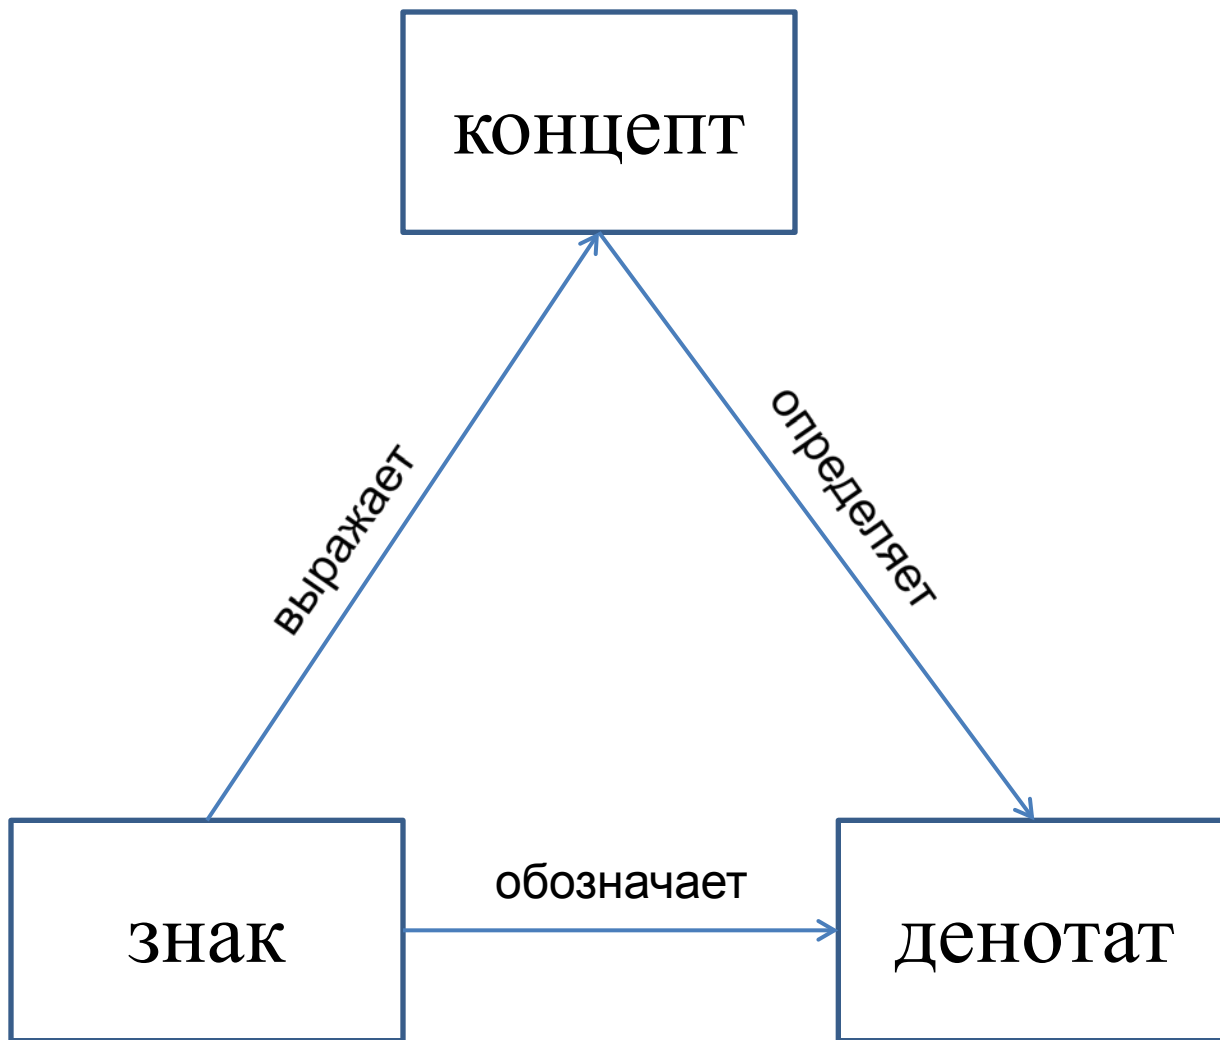 концепт
выражает
определяет
обозначает
знак
денотат